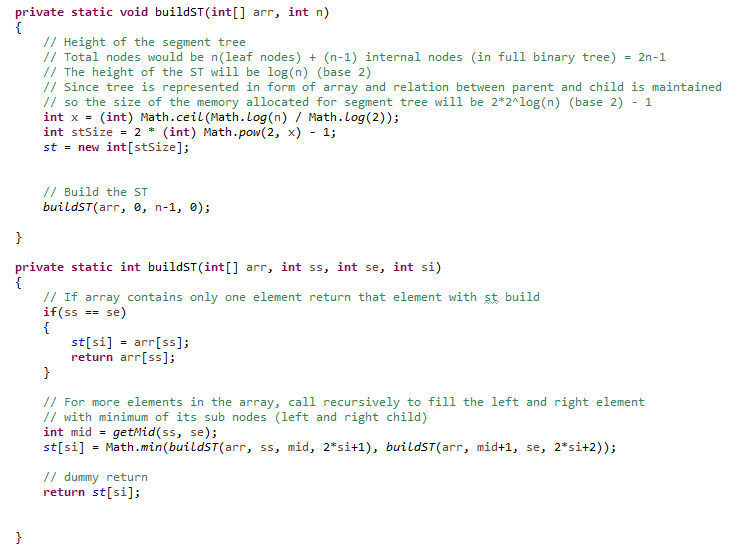 private static void buildST(int[] arr, int n)
{
// Height of the segment tree
// Total nodes would be n(leaf nodes) + (n-1) internal nodes (in full binary tree) = 2n-1
// The height of the ST will be log(n) (base 2)
// Since tree is represented in form of array and relation between parent and child is maintained
// so the size of the memory allocated for segment tree will be 2*2^log(n) (base 2) - 1
int x = (int) Math.ceil(Math.log(n) / Math.log(2));
int stSize = 2 * (int) Math.pow(2, x) - 1;
st = new int[stSize];
// Build the ST
buildST(arr, 0, n-1, 0);
}
private static int buildST(int[] arr, int ss, int se, int si)
{
// If array contains only one element return that element with st build
if(ss == se)
{
st[si] = arr[ss];
return arr[ss];
}
// For more elements in the array, call recursively to fill the left and right element
// with minimum of its sub nodes (left and right child)
int mid = getMid(ss, se);
st[si] = Math.min(buildST(arr, ss, mid, 2*si+1), buildST(arr, mid+1, se, 2*si+2));
// dummy return
return st[si];
}